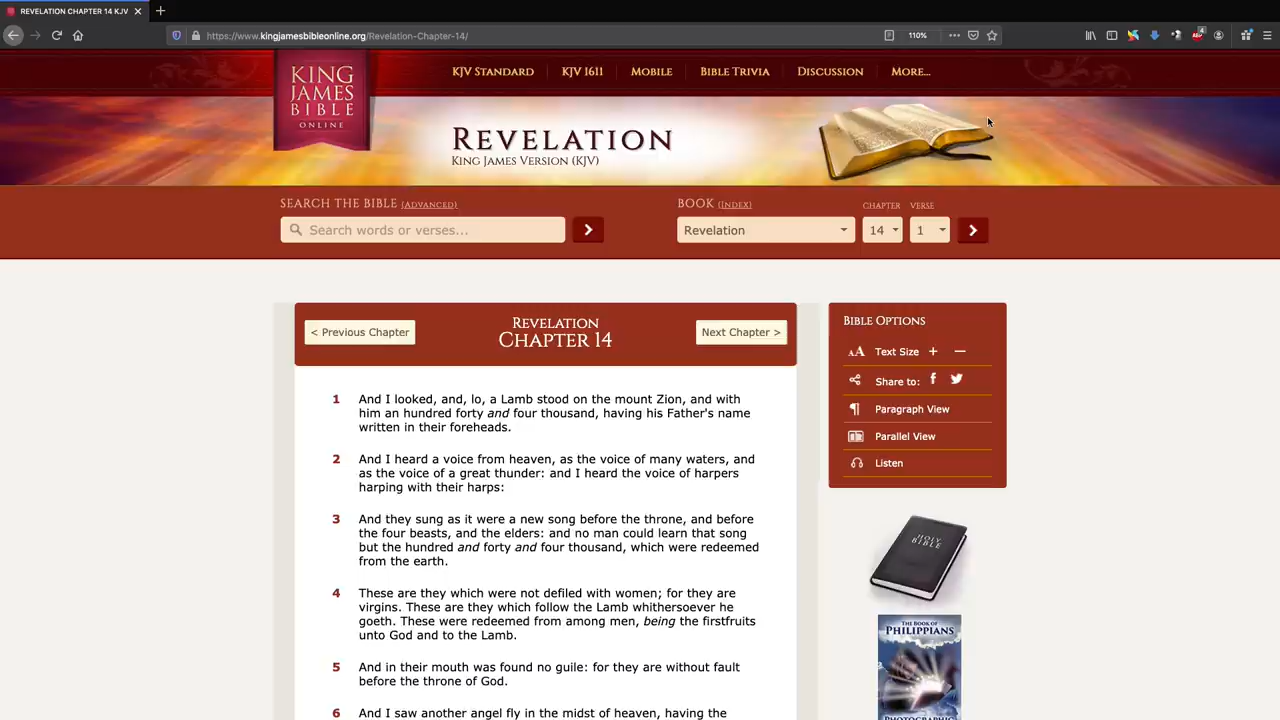 REVELATION CHAPTER 14 KJV
https://www.kingjamesbibleonline.org/Revelation-Chapter-14/
110%
KING
JAMES
BIBLE
ONLINE
KJV STANDARD
KJV 1611
MOBILE
BIBLE TRIVIA
DISCUSSION
MORE...
REVELATION
KING JAMES VERSION (KJV)
SEARCH THE BIBLE (ADVANCED)
Search words or verses...
BOOK (INDEX)
CHAPTER
VERSE
Revelation
14
1
< Previous Chapter
REVELATION
CHAPTER 14
Next Chapter >
1 And I looked, and, lo, a Lamb stood on the mount Zion, and with
him an hundred forty and four thousand, having his Father's name
written in their foreheads.
2 And I heard a voice from heaven, as the voice of many waters, and
as the voice of a great thunder: and I heard the voice of harpers
harping with their harps:
3 And they sung as it were a new song before the throne, and before
the four beasts, and the elders: and no man could learn that song
but the hundred and forty and four thousand, which were redeemed
from the earth.
4 These are they which were not defiled with women; for they are
virgins. These are they which follow the Lamb whithersoever he
goeth. These were redeemed from among men, being the firstfruits
unto God and to the Lamb.
5 And in their mouth was found no guile: for they are without fault
before the throne of God.
6 And I saw another angel fly in the midst of heaven, having the
BIBLE OPTIONS
AA Text Size + −
Share to:
Paragraph View
Parallel View
Listen
HOLY
BIBLE
THE BOOK OF
PHILIPPIANS
PHOTOGRAPHIC